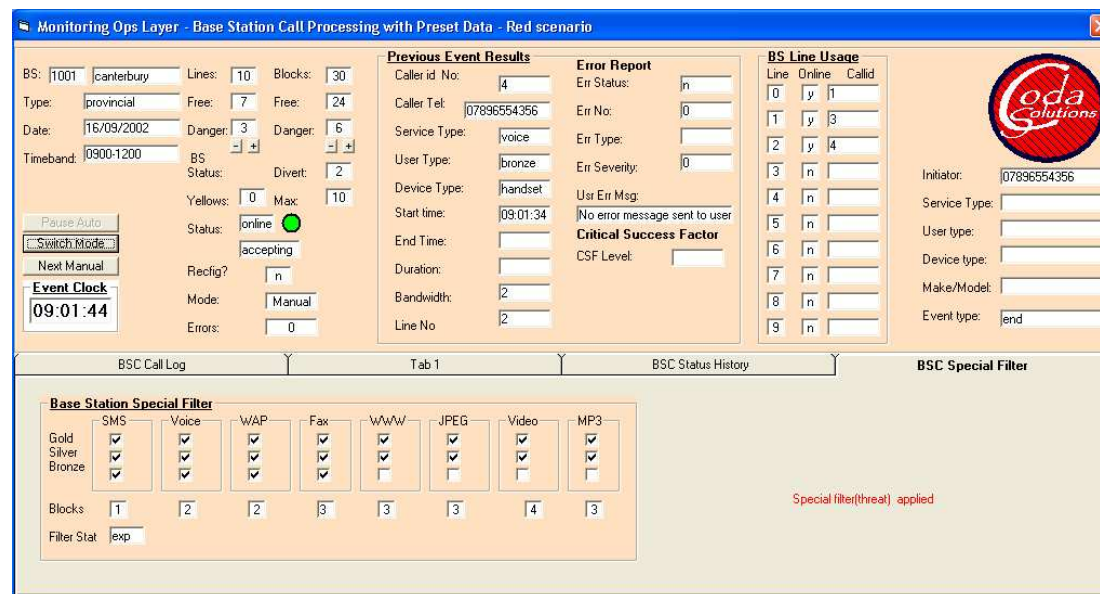 Monitoring Ops Layer - Base Station Call Processing with Preset Data - Red scenario
BS: 1001 canterbury
Type: provincial
Date: 16/09/2002
Timeband: 0900-1200
Pause Auto
Switch Mode
Next Manual
Event Clock
09:01:44
Lines: 10 Blocks: 30
Free: 7 Free: 24
Danger: 3 Danger: 6
- + - +
BS Status: Divert: 2
Yellows: 0 Max: 10
Status: online
accepting
Recfig? n
Mode: Manual
Errors: 0
Previous Event Results
Caller id No: 4
Caller Tel: 07896554356
Service Type: voice
User Type: bronze
Device Type: handset
Start time: 09:01:34
End Time:
Duration:
Bandwidth: 2
Line No 2
Error Report
Err Status: n
Err No: 0
Err Type:
Err Severity: 0
Usr Err Msg:
No error message sent to user
Critical Success Factor
CSF Level:
BS Line Usage
Line Online Callid
0 y 1
1 y 3
2 y 4
3 n
4 n
5 n
6 n
7 n
8 n
9 n
Coda
Solutions
Initiator: 07896554356
Service Type:
User type:
Device type:
Make/Model:
Event type: end
BSC Call Log Tab 1 BSC Status History BSC Special Filter
Base Station Special Filter
SMS Voice WAP Fax WWW JPEG Video MP3
Gold
Silver
Bronze
Blocks 1 2 2 3 3 3 4 3
Filter Stat exp
Special filter(threat) applied